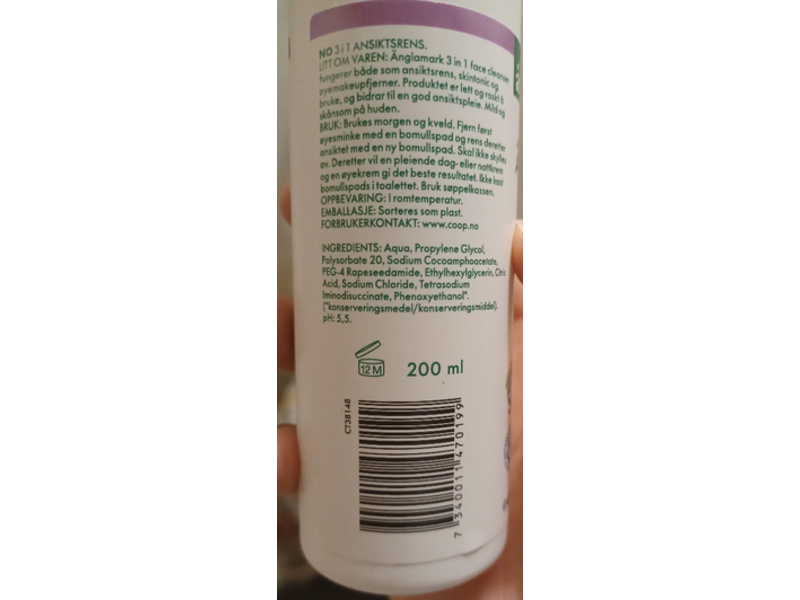 NO 3 i 1 ANSIKTSRENS.
LITT OM VAREN: Änglamark 3 in 1 face cleanser
fungerer både som ansiktsrens, skintonic og
øyemakeupfjerner. Produktet er lett og raskt å
bruke, og bidrar til en god ansiktspleie. Mild og
skånsom på huden.
BRUK: Brukes morgen og kveld. Fjern først
øyesminke med en bomullspad og rens deretter
ansiktet med en ny bomullspad. Skal ikke skylles
av. Deretter vil en pleiende dag- eller nattkrem
og en øyekrem gi det beste resultatet. Ikke kast
bomullspads i toalettet. Bruk søppelkassen.
OPPBEVARING: I romtemperatur.
EMBALLASJE: Sorteres som plast.
FORBRUKERKONTAKT: www.coop.no
INGREDIENTS: Aqua, Propylene Glycol,
Polysorbate 20, Sodium Cocoamphoacetate,
PEG-4 Rapeseedamide, Ethylhexylglycerin, Citric
Acid, Sodium Chloride, Tetrasodium
Iminodisuccinate, Phenoxyethanol*.
(*konserveringsmedel/konserveringsmiddel).
pH: 5,5.
12 M
200 ml
CT38148
7 340011 470199